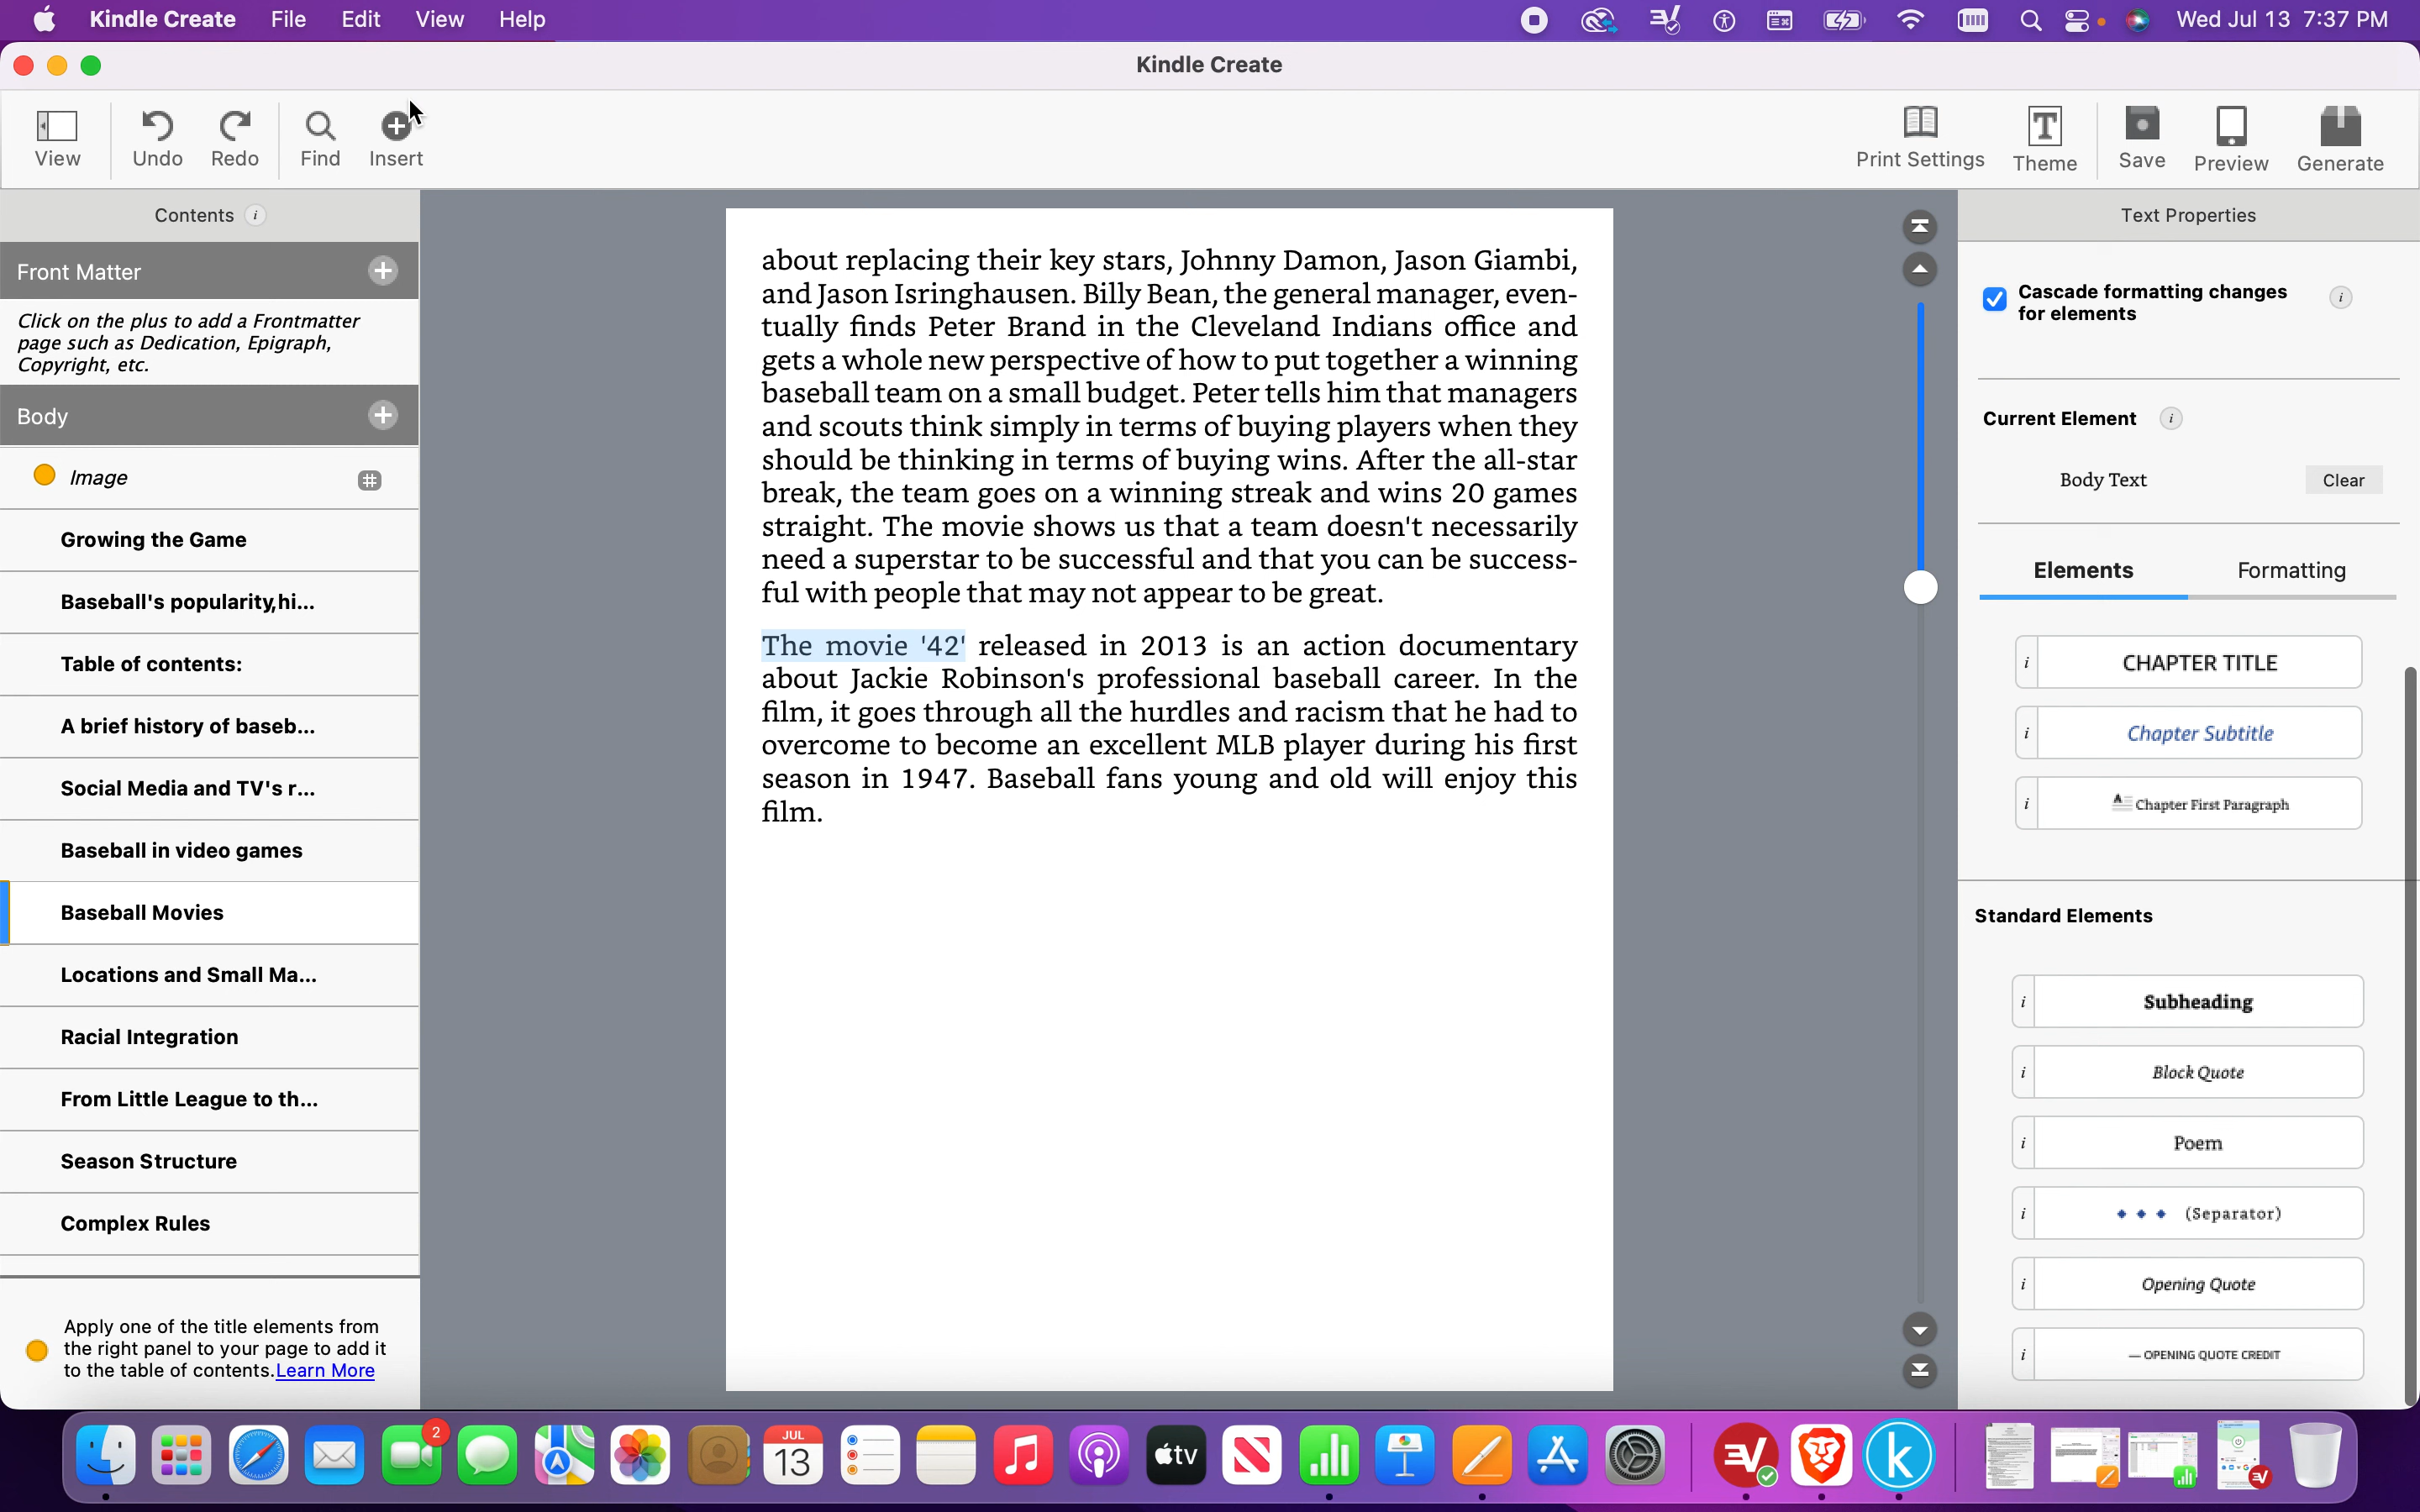 Kindle Create File Edit View Help Wed Jul 13 7:37 PM
Kindle Create
View Undo Redo Find Insert Print Settings Theme Save Preview Generate
Contents i
Front Matter
Click on the plus to add a Frontmatter
page such as Dedication, Epigraph,
Copyright, etc.
Body
Image
Growing the Game
Baseball's popularity,hi...
Table of contents:
A brief history of baseb...
Social Media and TV's r...
Baseball in video games
Baseball Movies
Locations and Small Ma...
Racial Integration
From Little League to th...
Season Structure
Complex Rules
Apply one of the title elements from
the right panel to your page to add it
to the table of contents.Learn More
about replacing their key stars, Johnny Damon, Jason Giambi,
and Jason Isringhausen. Billy Bean, the general manager, even-
tually finds Peter Brand in the Cleveland Indians office and
gets a whole new perspective of how to put together a winning
baseball team on a small budget. Peter tells him that managers
and scouts think simply in terms of buying players when they
should be thinking in terms of buying wins. After the all-star
break, the team goes on a winning streak and wins 20 games
straight. The movie shows us that a team doesn't necessarily
need a superstar to be successful and that you can be success-
ful with people that may not appear to be great.
The movie '42' released in 2013 is an action documentary
about Jackie Robinson's professional baseball career. In the
film, it goes through all the hurdles and racism that he had to
overcome to become an excellent MLB player during his first
season in 1947. Baseball fans young and old will enjoy this
film.
Text Properties
Cascade formatting changes
for elements i
Current Element i
Body Text Clear
Elements Formatting
i CHAPTER TITLE
i Chapter Subtitle
i Chapter First Paragraph
Standard Elements
i Subheading
i Block Quote
i Poem
i (Separator)
i Opening Quote
i — OPENING QUOTE CREDIT
2
JUL
13
tv
k